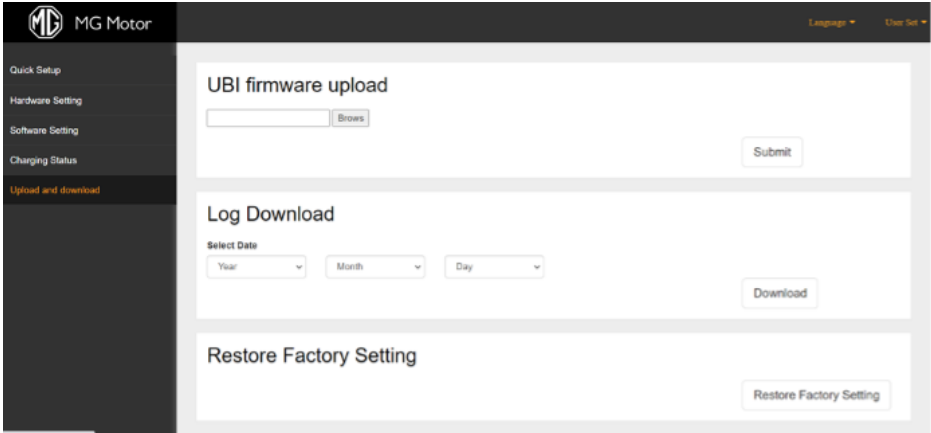 MG MG Motor
Language User Set
Quick Setup
Hardware Setting
Software Setting
Charging Status
Upload and download
UBI firmware upload
Brows
Submit
Log Download
Select Date
Year Month Day
Download
Restore Factory Setting
Restore Factory Setting